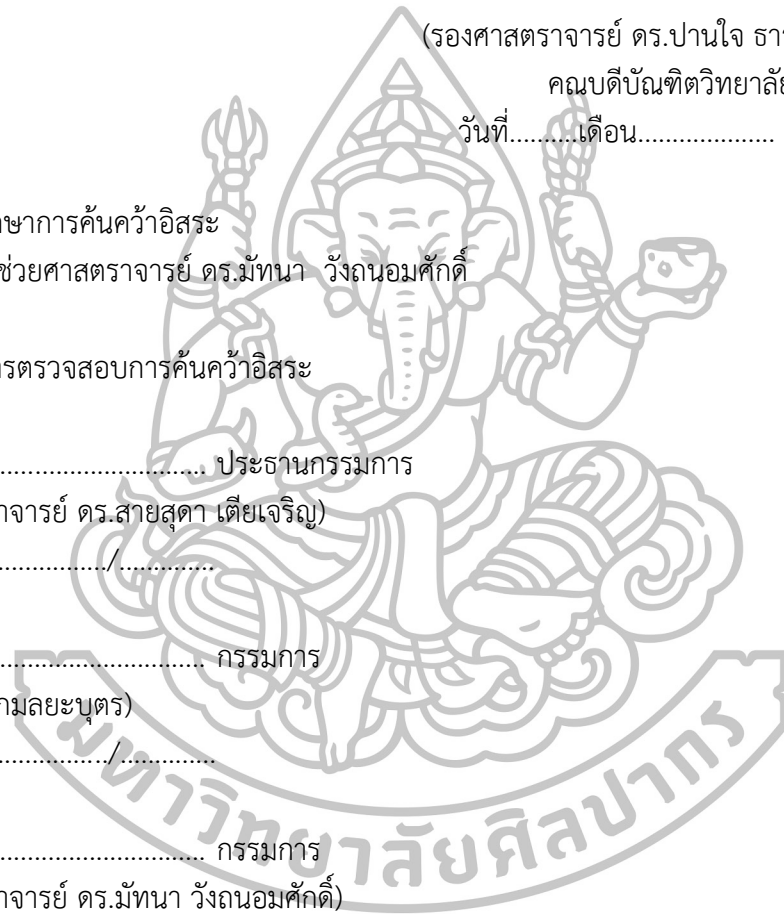 (รองศาสตราจารย์ ดร.ปานใจ
คณบดีบัณฑิตวิทยาลัย
วันที่..........เดือน....................
การค้นคว้าอิสระ
ช่วยศาสตราจารย์ ดร.มัทนา วังถนอมศักดิ์
ตรวจสอบการค้นคว้าอิสระ
.............................. ประธานกรรมการ
าจารย์ ดร.สายสุดา เตียเจริญ)
................/..............
.............................. กรรมการ
กมลยะบุตร)
................/..............
.............................. กรรมการ
าจารย์ ดร.มัทนา วังถนอมศักดิ์)
มหาวิทยาลัยศิลปากร